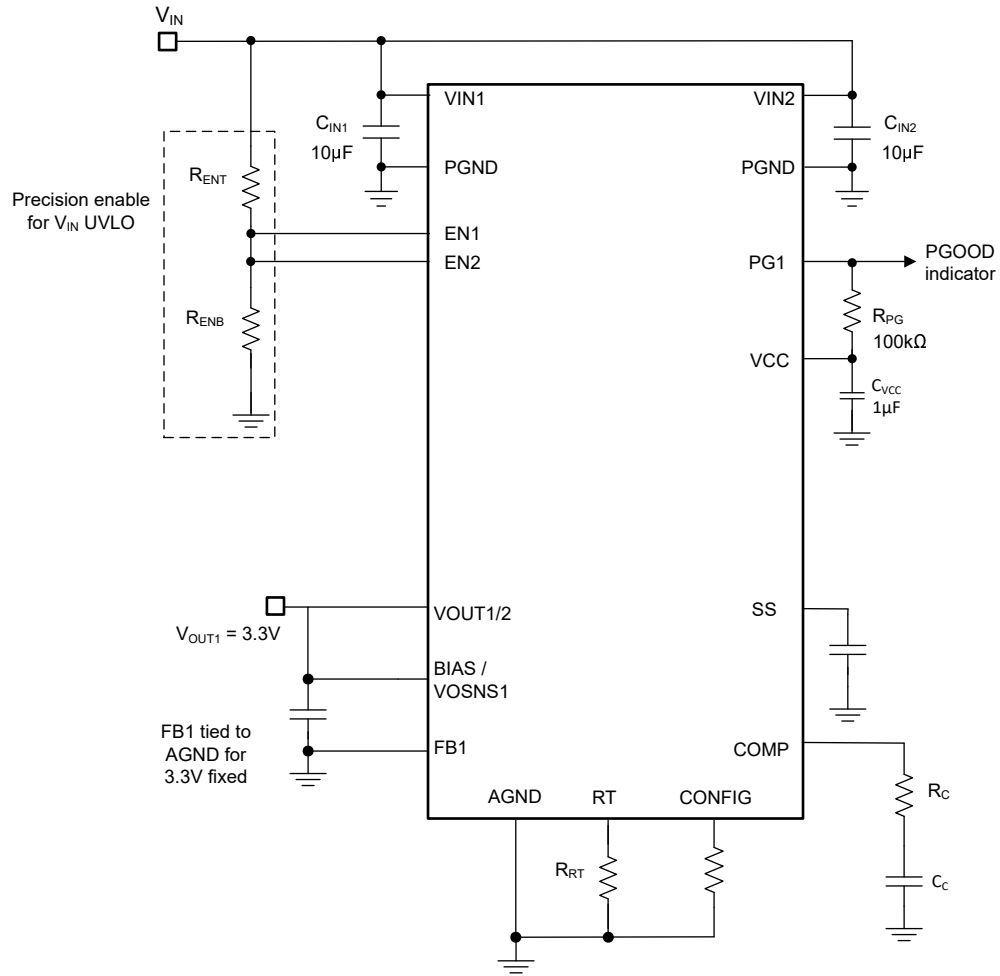 VIN
VIN1
VIN2
CIN1
10µF
CIN2
10µF
PGND
PGND
RENT
Precision enable
for VIN UVLO
EN1
EN2
PG1
PGOOD
indicator
RENB
RPG
100kΩ
VCC
CVCC
1µF
VOUT1/2
SS
VOUT1 = 3.3V
BIAS /
VOSNS1
FB1 tied to
AGND for
3.3V fixed
FB1
COMP
AGND
RT
CONFIG
RC
RRT
CC